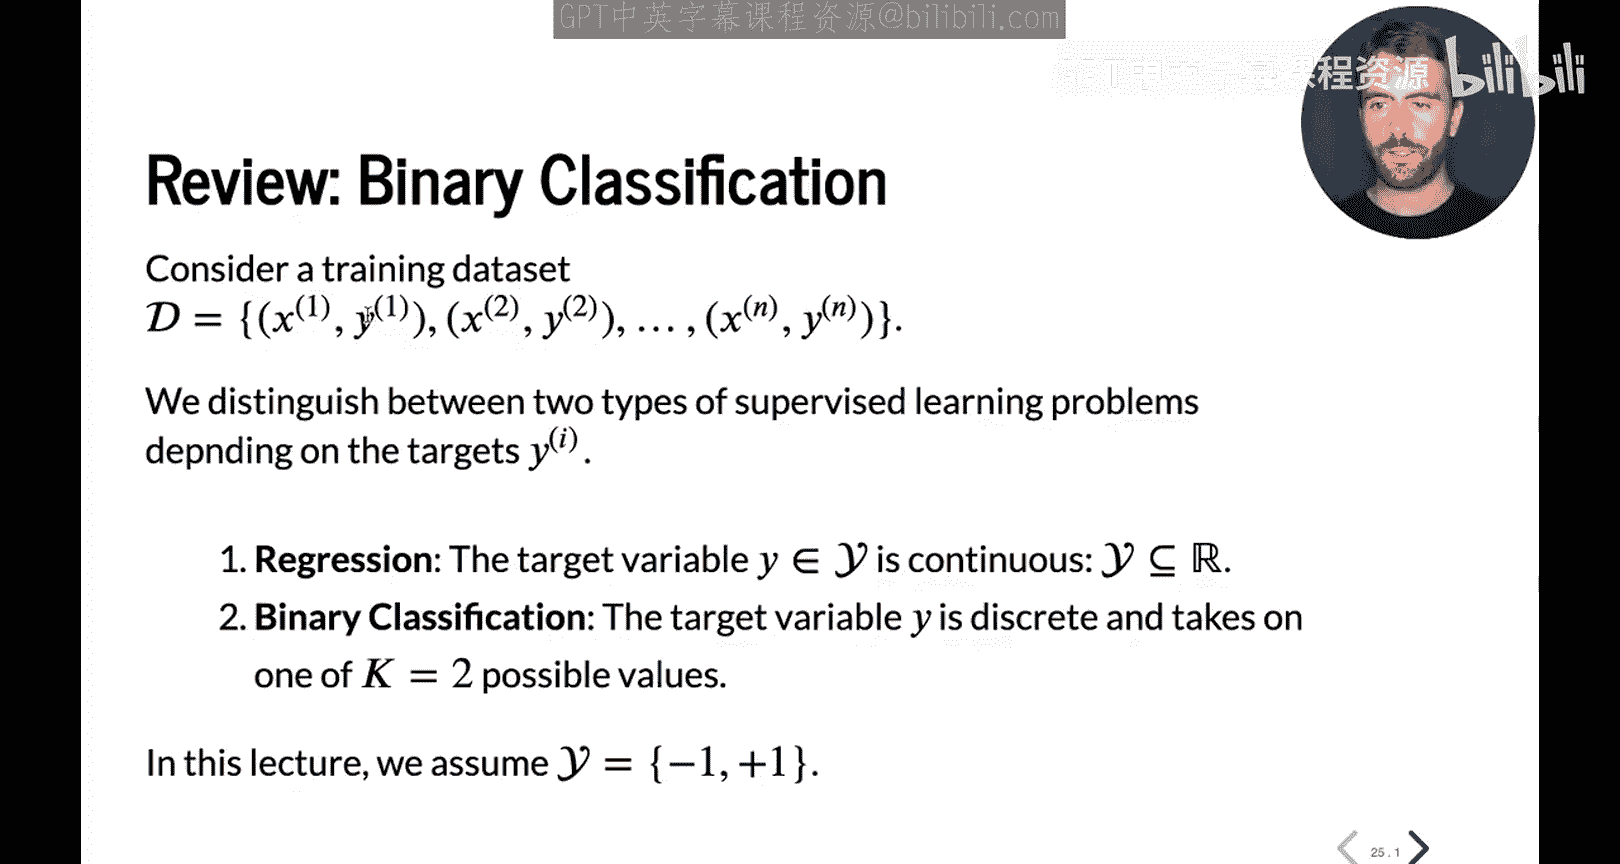 GPT中英字幕课程资源@bilibili.com
程资源 bilibili
Review: Binary Classification
Consider a training dataset
𝒟 = {(x⁽¹⁾, y⁽¹⁾), (x⁽²⁾, y⁽²⁾), … , (x⁽ⁿ⁾, y⁽ⁿ⁾)}.
We distinguish between two types of supervised learning problems
depnding on the targets y⁽ⁱ⁾.
1. Regression: The target variable y ∈ 𝒴 is continuous: 𝒴 ⊆ ℝ.
2. Binary Classification: The target variable y is discrete and takes on
one of K = 2 possible values.
In this lecture, we assume 𝒴 = {−1, +1}.
25 . 1